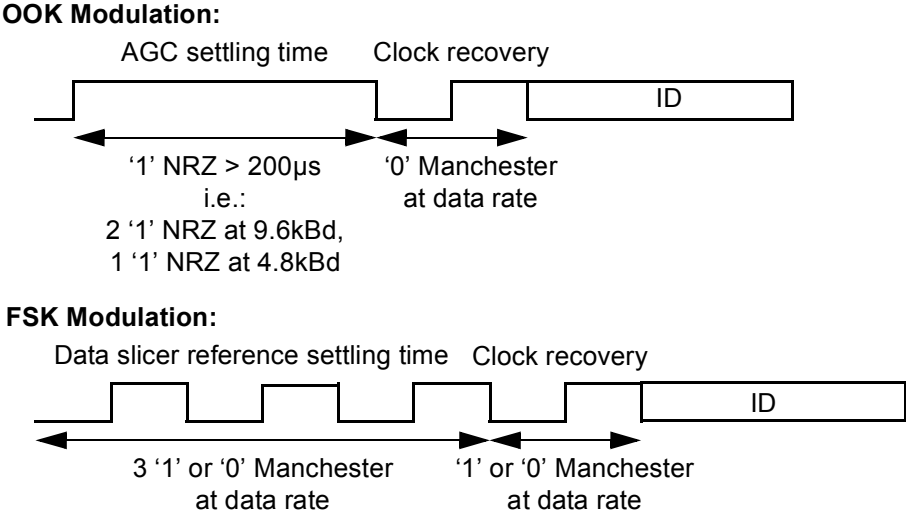 OOK Modulation:
AGC settling time Clock recovery
ID
‘1’ NRZ > 200µs
i.e.:
2 ‘1’ NRZ at 9.6kBd,
1 ‘1’ NRZ at 4.8kBd
‘0’ Manchester
at data rate
FSK Modulation:
Data slicer reference settling time Clock recovery
ID
3 ‘1’ or ‘0’ Manchester
at data rate
‘1’ or ‘0’ Manchester
at data rate